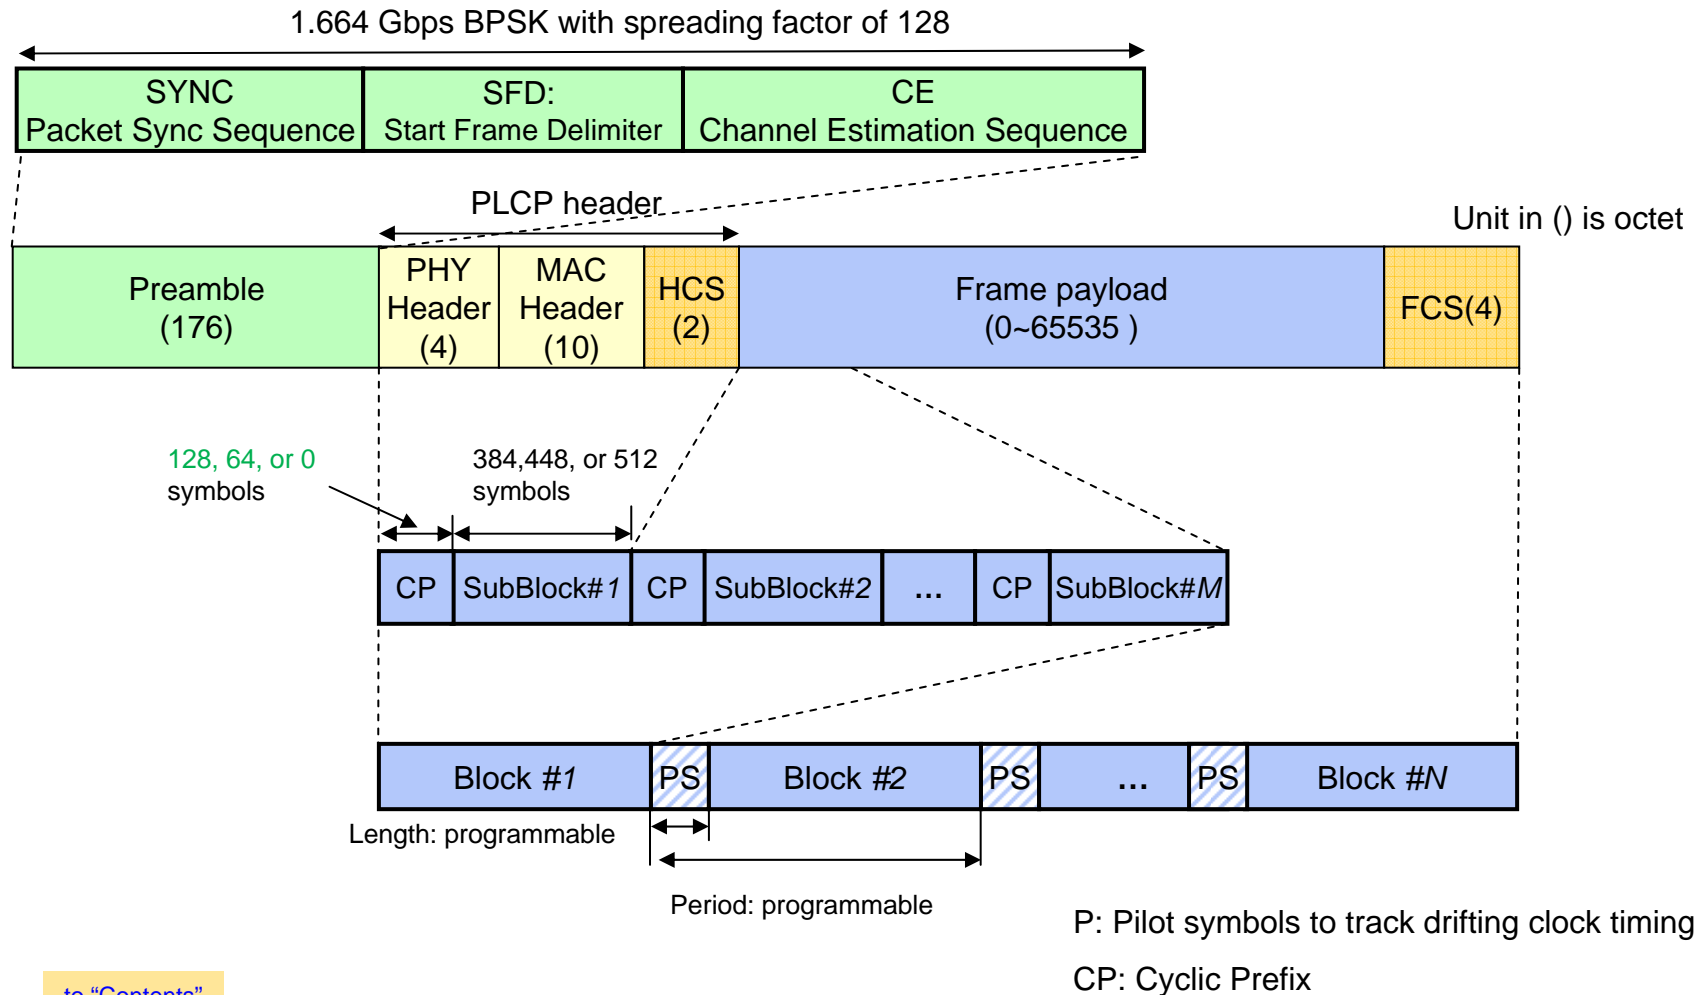 1.664 Gbps BPSK with spreading factor of 128
SYNC
Packet Sync Sequence
SFD:
Start Frame Delimiter
CE
Channel Estimation Sequence
PLCP header
Unit in () is octet
Preamble
(176)
PHY
Header
(4)
MAC
Header
(10)
HCS
(2)
Frame payload
(0~65535 )
FCS(4)
128, 64, or 0
symbols
384,448, or 512
symbols
CP
SubBlock#1
CP
SubBlock#2
...
CP
SubBlock#M
Block #1
PS
Block #2
PS
...
PS
Block #N
Length: programmable
Period: programmable
P: Pilot symbols to track drifting clock timing
CP: Cyclic Prefix
to “Contents”